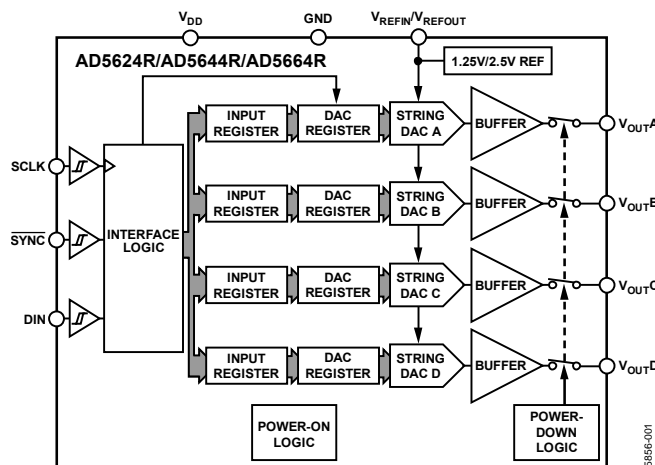 VDD
GND
VREFIN/VREFOUT
AD5624R/AD5644R/AD5664R
1.25V/2.5V REF
INPUT
REGISTER
DAC
REGISTER
STRING
DAC A
BUFFER
VOUTA
SCLK
INTERFACE
LOGIC
INPUT
REGISTER
DAC
REGISTER
STRING
DAC B
BUFFER
VOUTB
SYNC
INPUT
REGISTER
DAC
REGISTER
STRING
DAC C
BUFFER
VOUTC
DIN
INPUT
REGISTER
DAC
REGISTER
STRING
DAC D
BUFFER
VOUTD
POWER-ON
LOGIC
POWER-
DOWN
LOGIC
5856-001